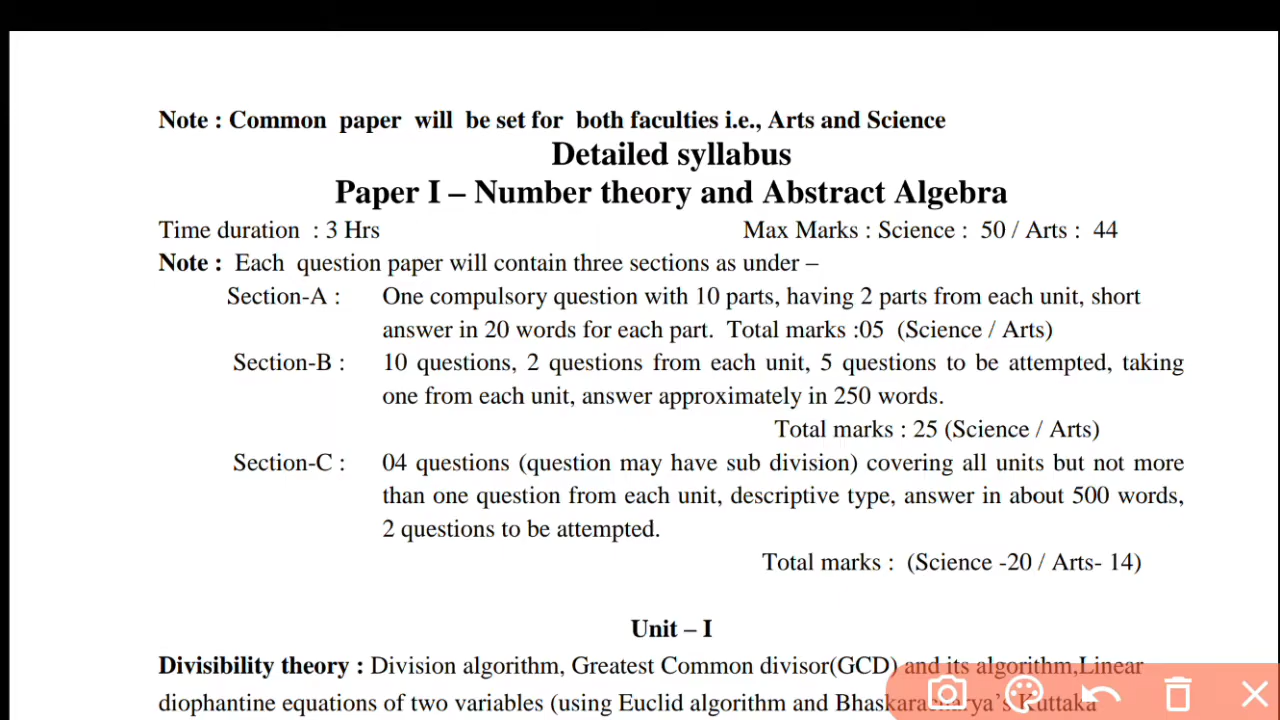 Note : Common paper will be set for both faculties i.e., Arts and Science
Detailed syllabus
Paper I – Number theory and Abstract Algebra
Time duration : 3 Hrs Max Marks : Science : 50 / Arts : 44
Note : Each question paper will contain three sections as under –
Section-A : One compulsory question with 10 parts, having 2 parts from each unit, short
answer in 20 words for each part. Total marks :05 (Science / Arts)
Section-B : 10 questions, 2 questions from each unit, 5 questions to be attempted, taking
one from each unit, answer approximately in 250 words.
Total marks : 25 (Science / Arts)
Section-C : 04 questions (question may have sub division) covering all units but not more
than one question from each unit, descriptive type, answer in about 500 words,
2 questions to be attempted.
Total marks : (Science -20 / Arts- 14)
Unit – I
Divisibility theory : Division algorithm, Greatest Common divisor(GCD) and its algorithm,Linear
diophantine equations of two variables (using Euclid algorithm and Bhaskaracharya's Kuttaka